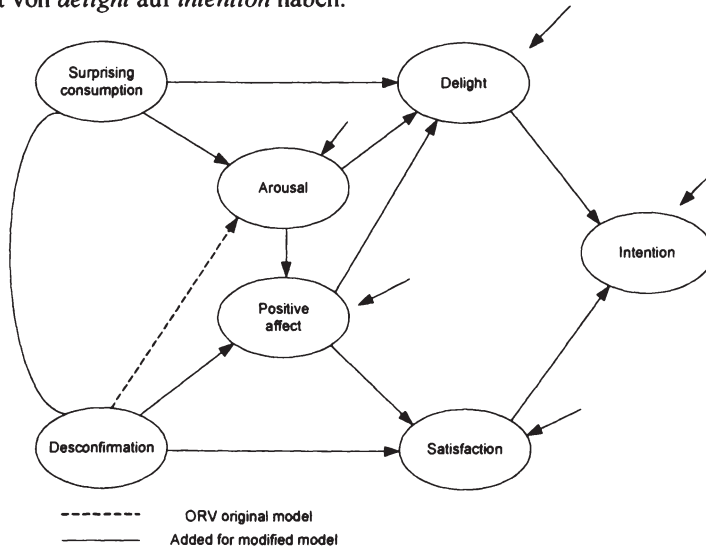 von delight auf intention haben.
Surprising
consumption
Delight
Arousal
Intention
Positive
affect
Desconfirmation
Satisfaction
ORV original model
Added for modified model